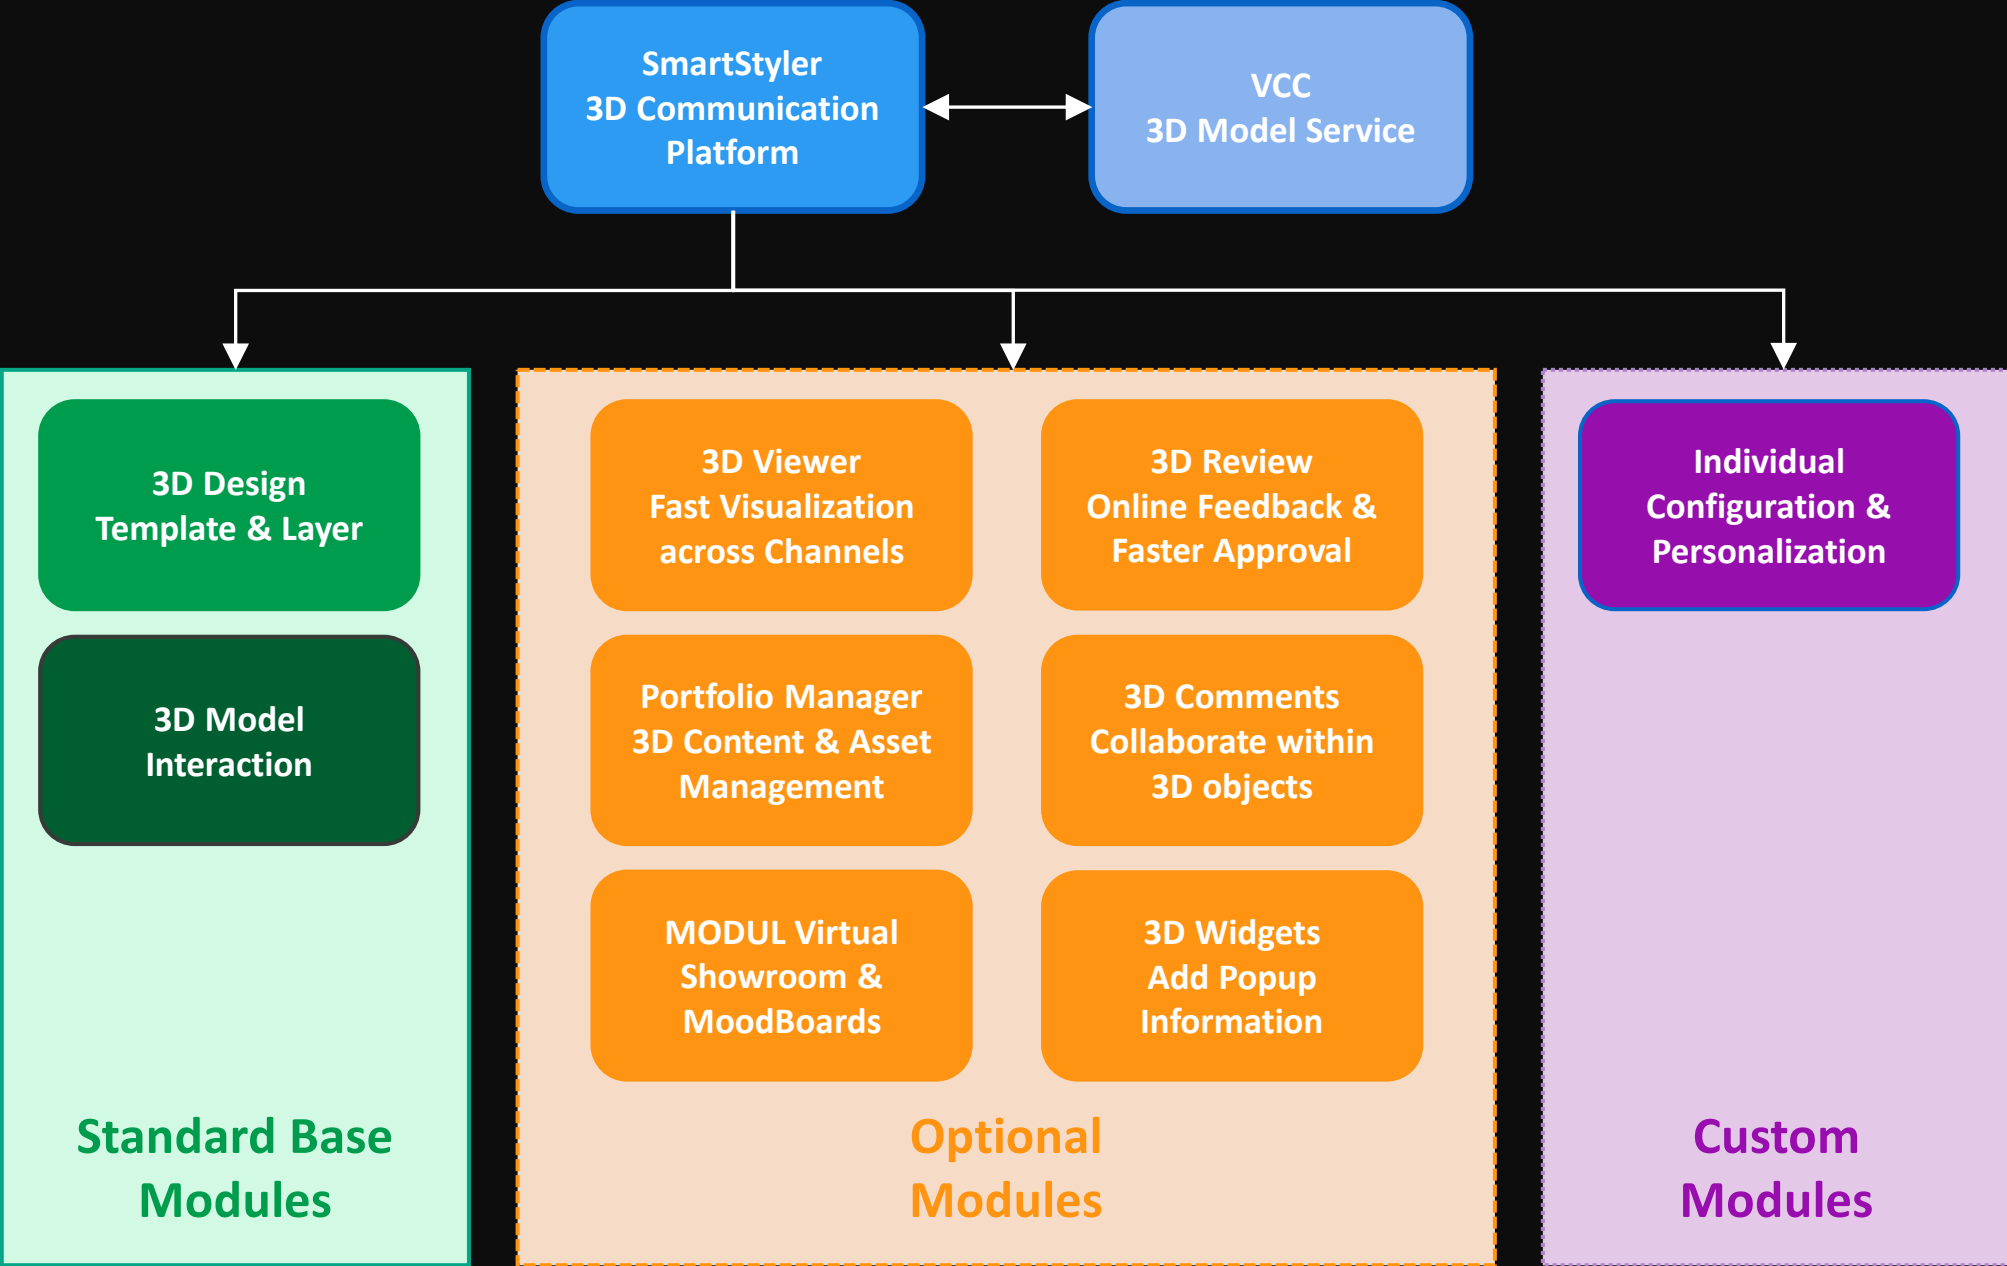 SmartStyler
3D Communication
Platform
VCC
3D Model Service
3D Design
Template & Layer
3D Model
Interaction
Standard Base
Modules
3D Viewer
Fast Visualization
across Channels
3D Review
Online Feedback &
Faster Approval
Portfolio Manager
3D Content & Asset
Management
3D Comments
Collaborate within
3D objects
MODUL Virtual
Showroom &
MoodBoards
3D Widgets
Add Popup
Information
Optional
Modules
Individual
Configuration &
Personalization
Custom
Modules